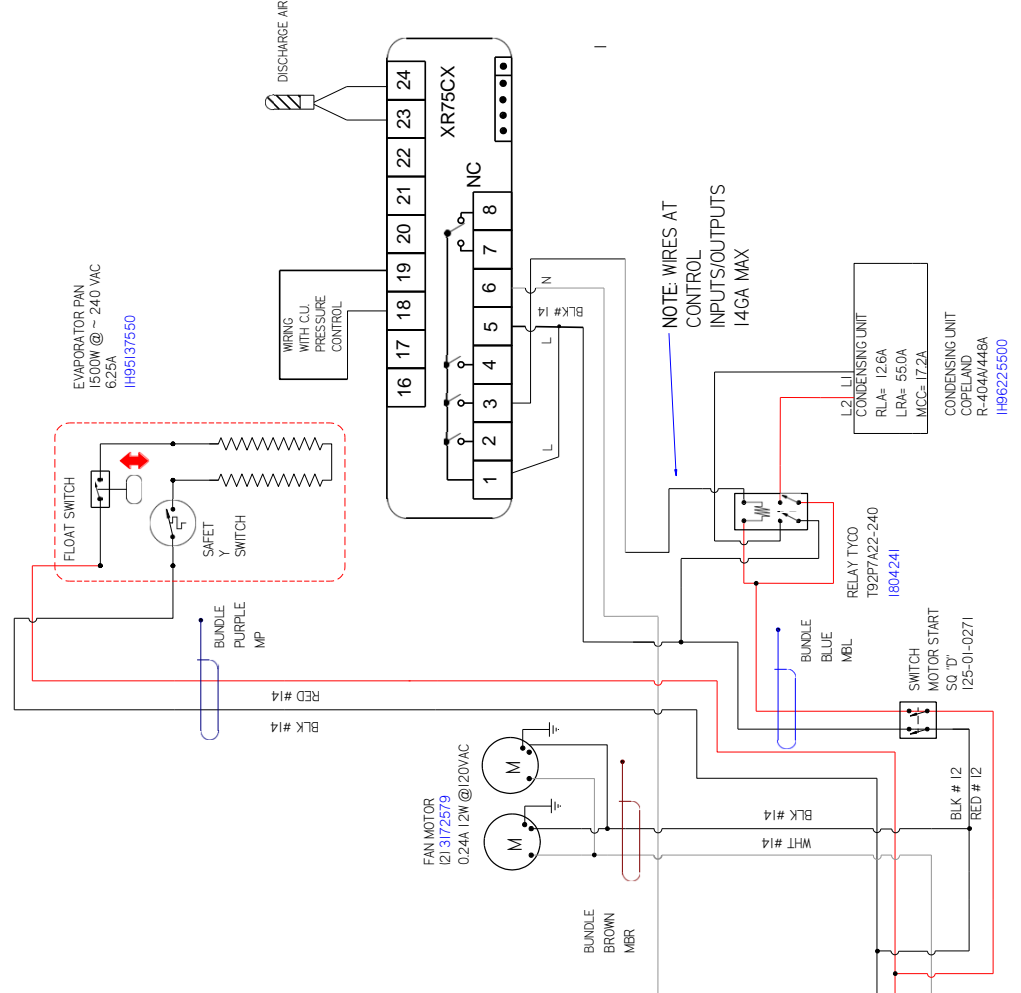 DISCHARGE AIR
24
23
22
21
20
19
18
17
16
XR75CX
NC
8
7
6
5
4
3
2
1
WIRING
WITH C.U.
PRESSURE
CONTROL
EVAPORATOR PAN
1500W @ ~ 240 VAC
6.25A
1H95137550
FLOAT SWITCH
SAFET
Y
SWITCH
N
BLK# 14
L
L
NOTE: WIRES AT
CONTROL
INPUTS/OUTPUTS
14GA MAX
L2
L1
CONDENSING UNIT
RLA= 12.6A
LRA= 55.0A
MCC= 17.2A
CONDENSING UNIT
COPELAND
R-404A/448A
1H96225500
RELAY TYCO
T92P7A22-240
1804241
BUNDLE
PURPLE
MP
RED #14
BLK #14
BUNDLE
BLUE
MBL
SWITCH
MOTOR START
SQ "D"
125-01-0271
M
M
FAN MOTOR
(2) 3172579
0.24A 12W @120VAC
BLK #14
WHT #14
BLK # 12
RED # 12
BUNDLE
BROWN
MBR